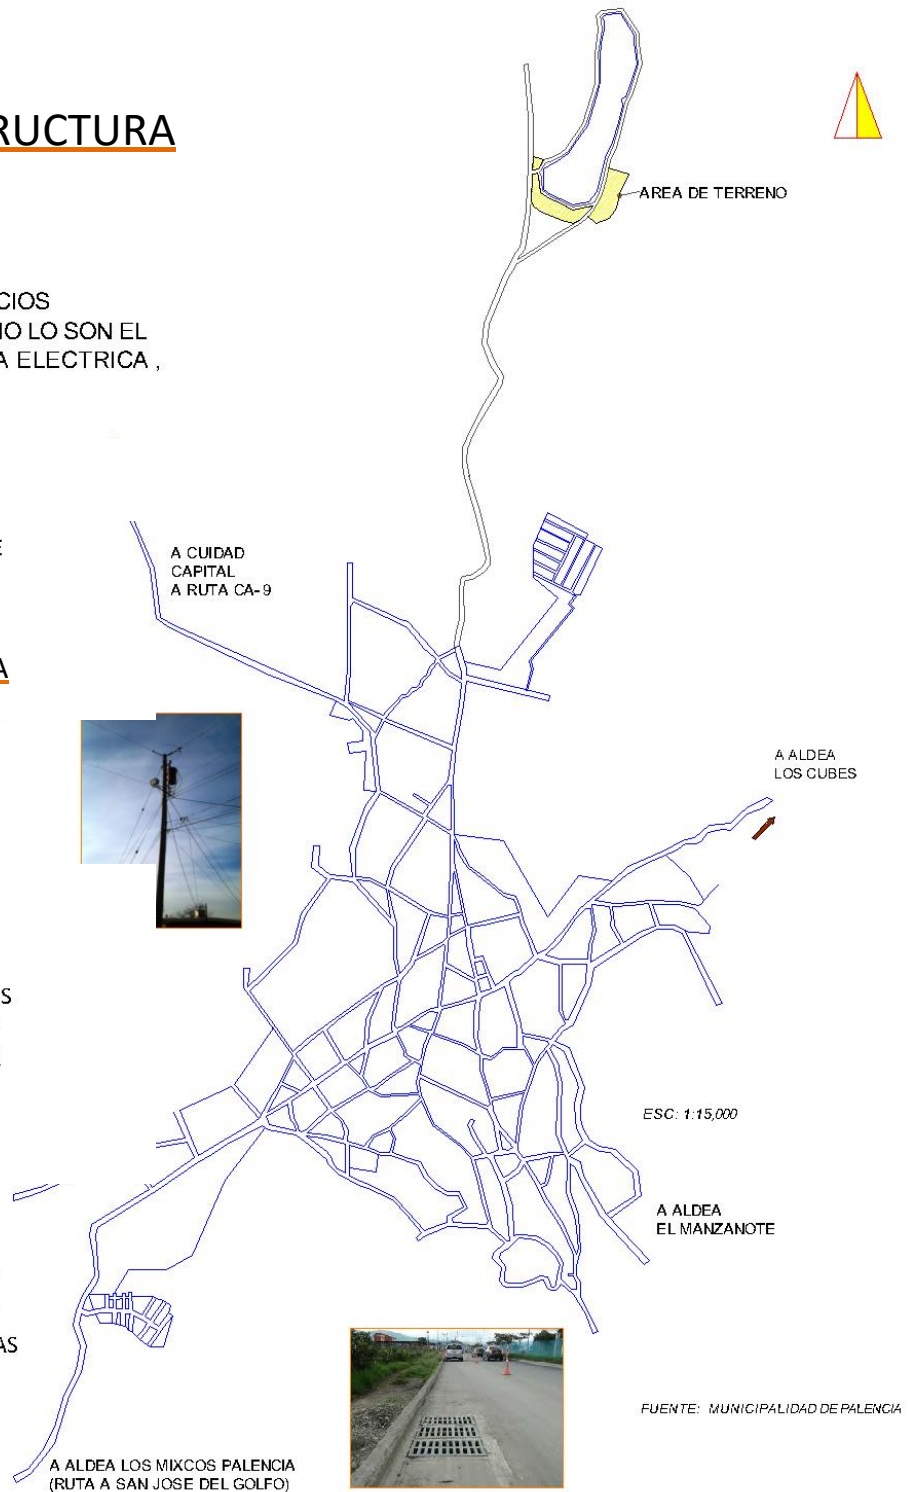 RUCTURA
AREA DE TERRENO
CIOS
LO SON EL
A ELECTRICA ,
E
A CUIDAD
CAPITAL
A RUTA CA-9
A
A ALDEA
LOS CUBES
S
ESC: 1:15,000
A ALDEA
EL MANZANOTE
AS
FUENTE: MUNICIPALIDAD DE PALENCIA
A ALDEA LOS MIXCOS PALENCIA
(RUTA A SAN JOSE DEL GOLFO)